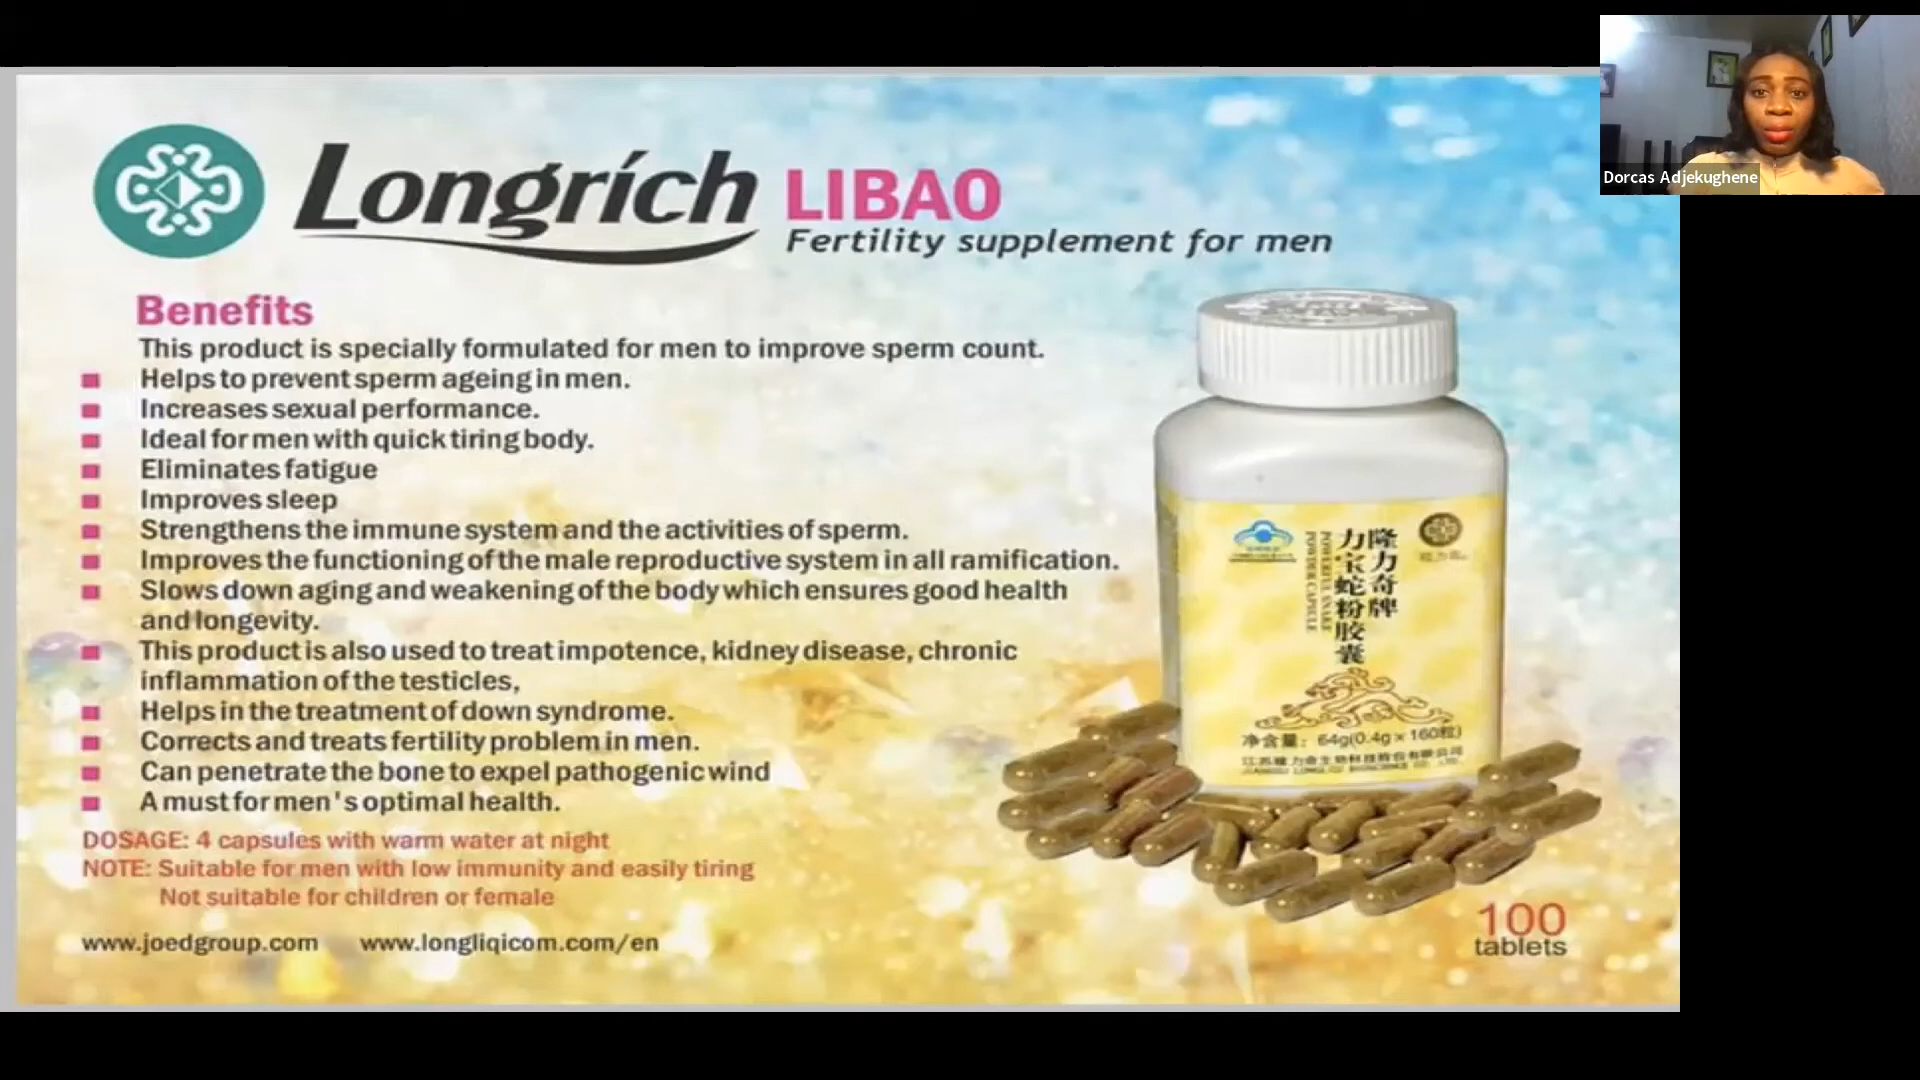 Dorcas Adjekughene
Longrích LIBAO
Fertility supplement for men
Benefits
This product is specially formulated for men to improve sperm count.
Helps to prevent sperm ageing in men.
Increases sexual performance.
Ideal for men with quick tiring body.
Eliminates fatigue
Improves sleep
Strengthens the immune system and the activities of sperm.
Improves the functioning of the male reproductive system in all ramification.
Slows down aging and weakening of the body which ensures good health
and longevity.
This product is also used to treat impotence, kidney disease, chronic
inflammation of the testicles,
Helps in the treatment of down syndrome.
Corrects and treats fertility problem in men.
Can penetrate the bone to expel pathogenic wind
A must for men's optimal health.
DOSAGE: 4 capsules with warm water at night
NOTE: Suitable for men with low immunity and easily tiring
Not suitable for children or female
www.joedgroup.com www.longliqicom.com/en
隆力奇牌
力宝蛇粉胶囊
POWERFUL SNAKE
POWDER CAPSULE
净含量: 64g(0.4g×160粒)
100
tablets